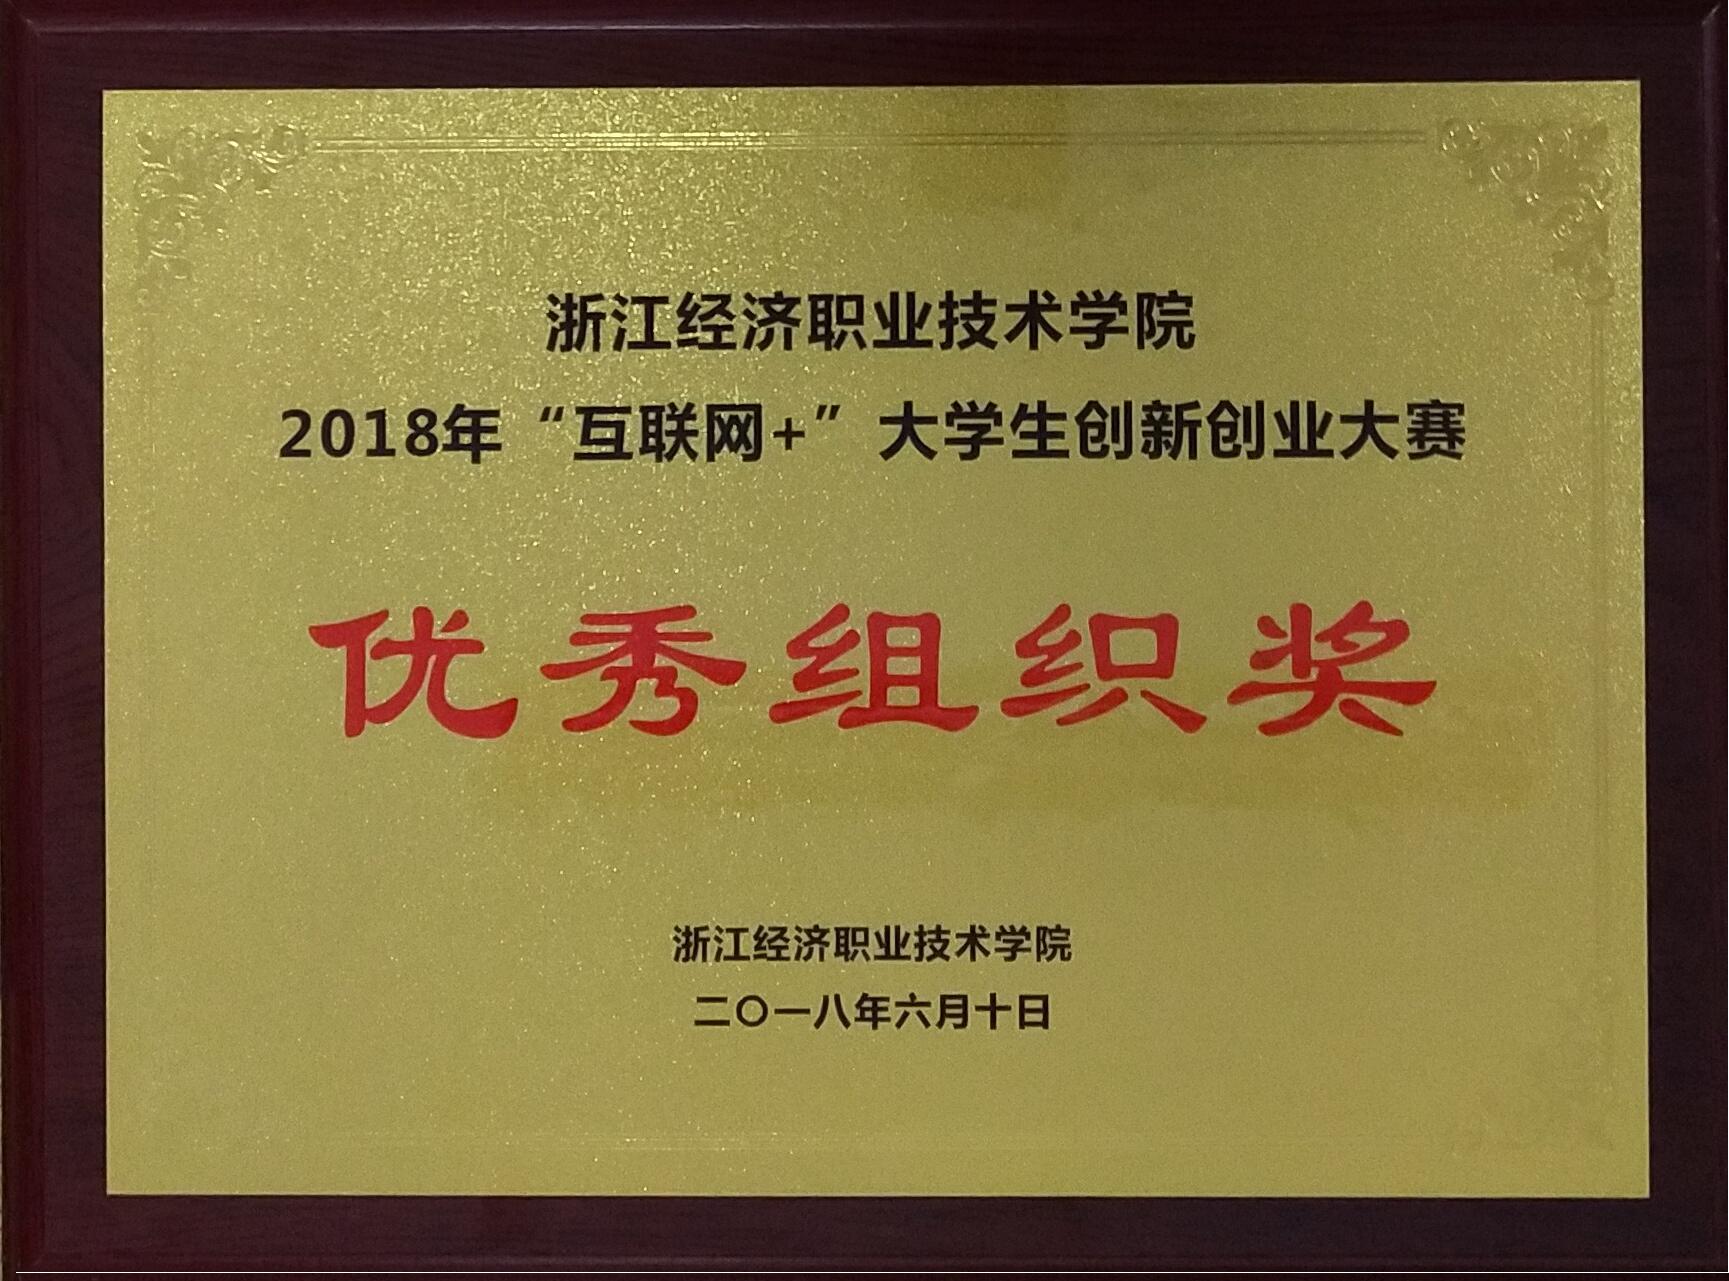 浙江经济职业技术学院
2018年“互联网+”大学生创新创业大赛
优秀组织奖
浙江经济职业技术学院
二〇一八年六月十日